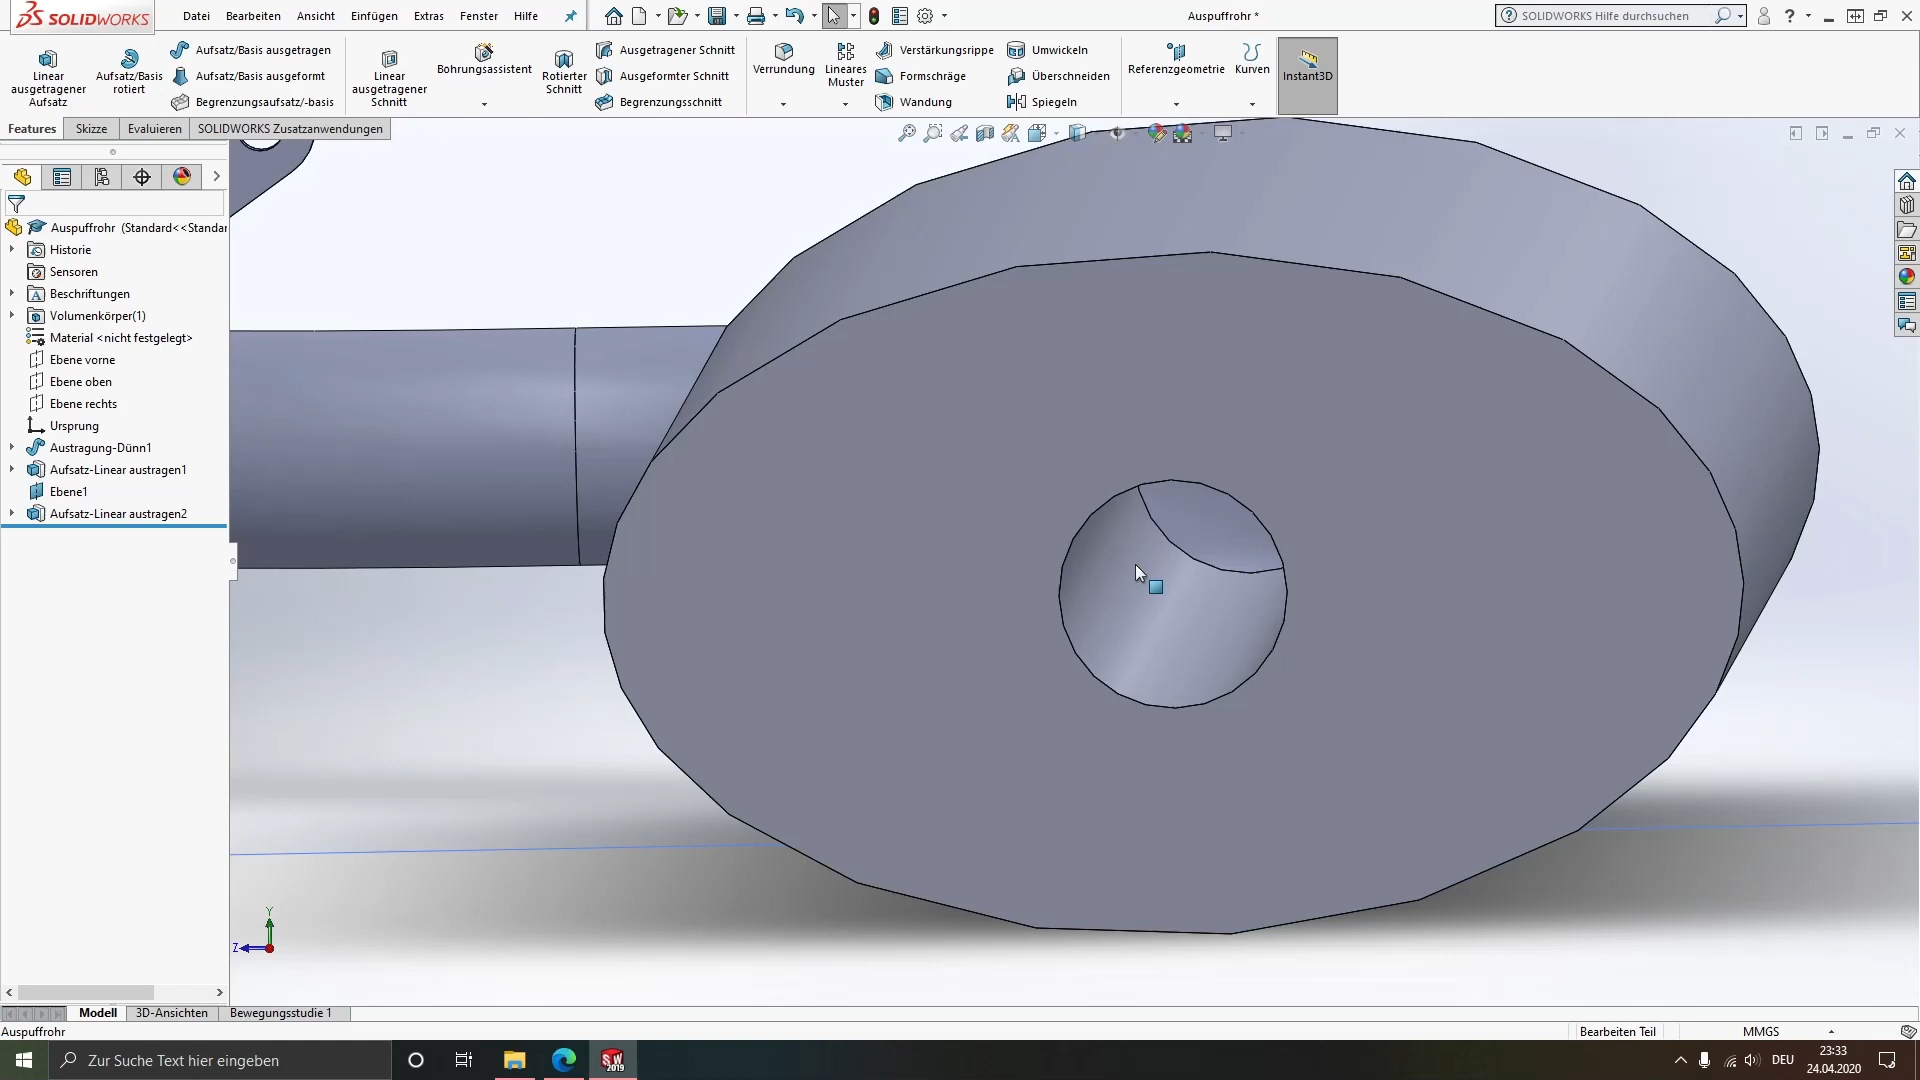 SOLIDWORKS
Datei Bearbeiten Ansicht Einfügen Extras Fenster Hilfe
Auspuffrohr *
SOLIDWORKS Hilfe durchsuchen
Linear ausgetragener Aufsatz
Aufsatz/Basis rotiert
Aufsatz/Basis ausgetragen
Aufsatz/Basis ausgeformt
Begrenzungsaufsatz/-basis
Linear ausgetragener Schnitt
Bohrungsassistent
Rotierter Schnitt
Ausgetragener Schnitt
Ausgeformter Schnitt
Begrenzungsschnitt
Verrundung
Lineares Muster
Verstärkungsrippe
Formschräge
Wandung
Umwickeln
Überschneiden
Spiegeln
Referenzgeometrie
Kurven
Instant3D
Features Skizze Evaluieren SOLIDWORKS Zusatzanwendungen
Auspuffrohr (Standard<<Standar
Historie
Sensoren
Beschriftungen
Volumenkörper(1)
Material <nicht festgelegt>
Ebene vorne
Ebene oben
Ebene rechts
Ursprung
Austragung-Dünn1
Aufsatz-Linear austragen1
Ebene1
Aufsatz-Linear austragen2
Y
Z
Modell 3D-Ansichten Bewegungsstudie 1
Auspuffrohr
Bearbeiten Teil
MMGS
Zur Suche Text hier eingeben
SW 2019
DEU
23:33
24.04.2020